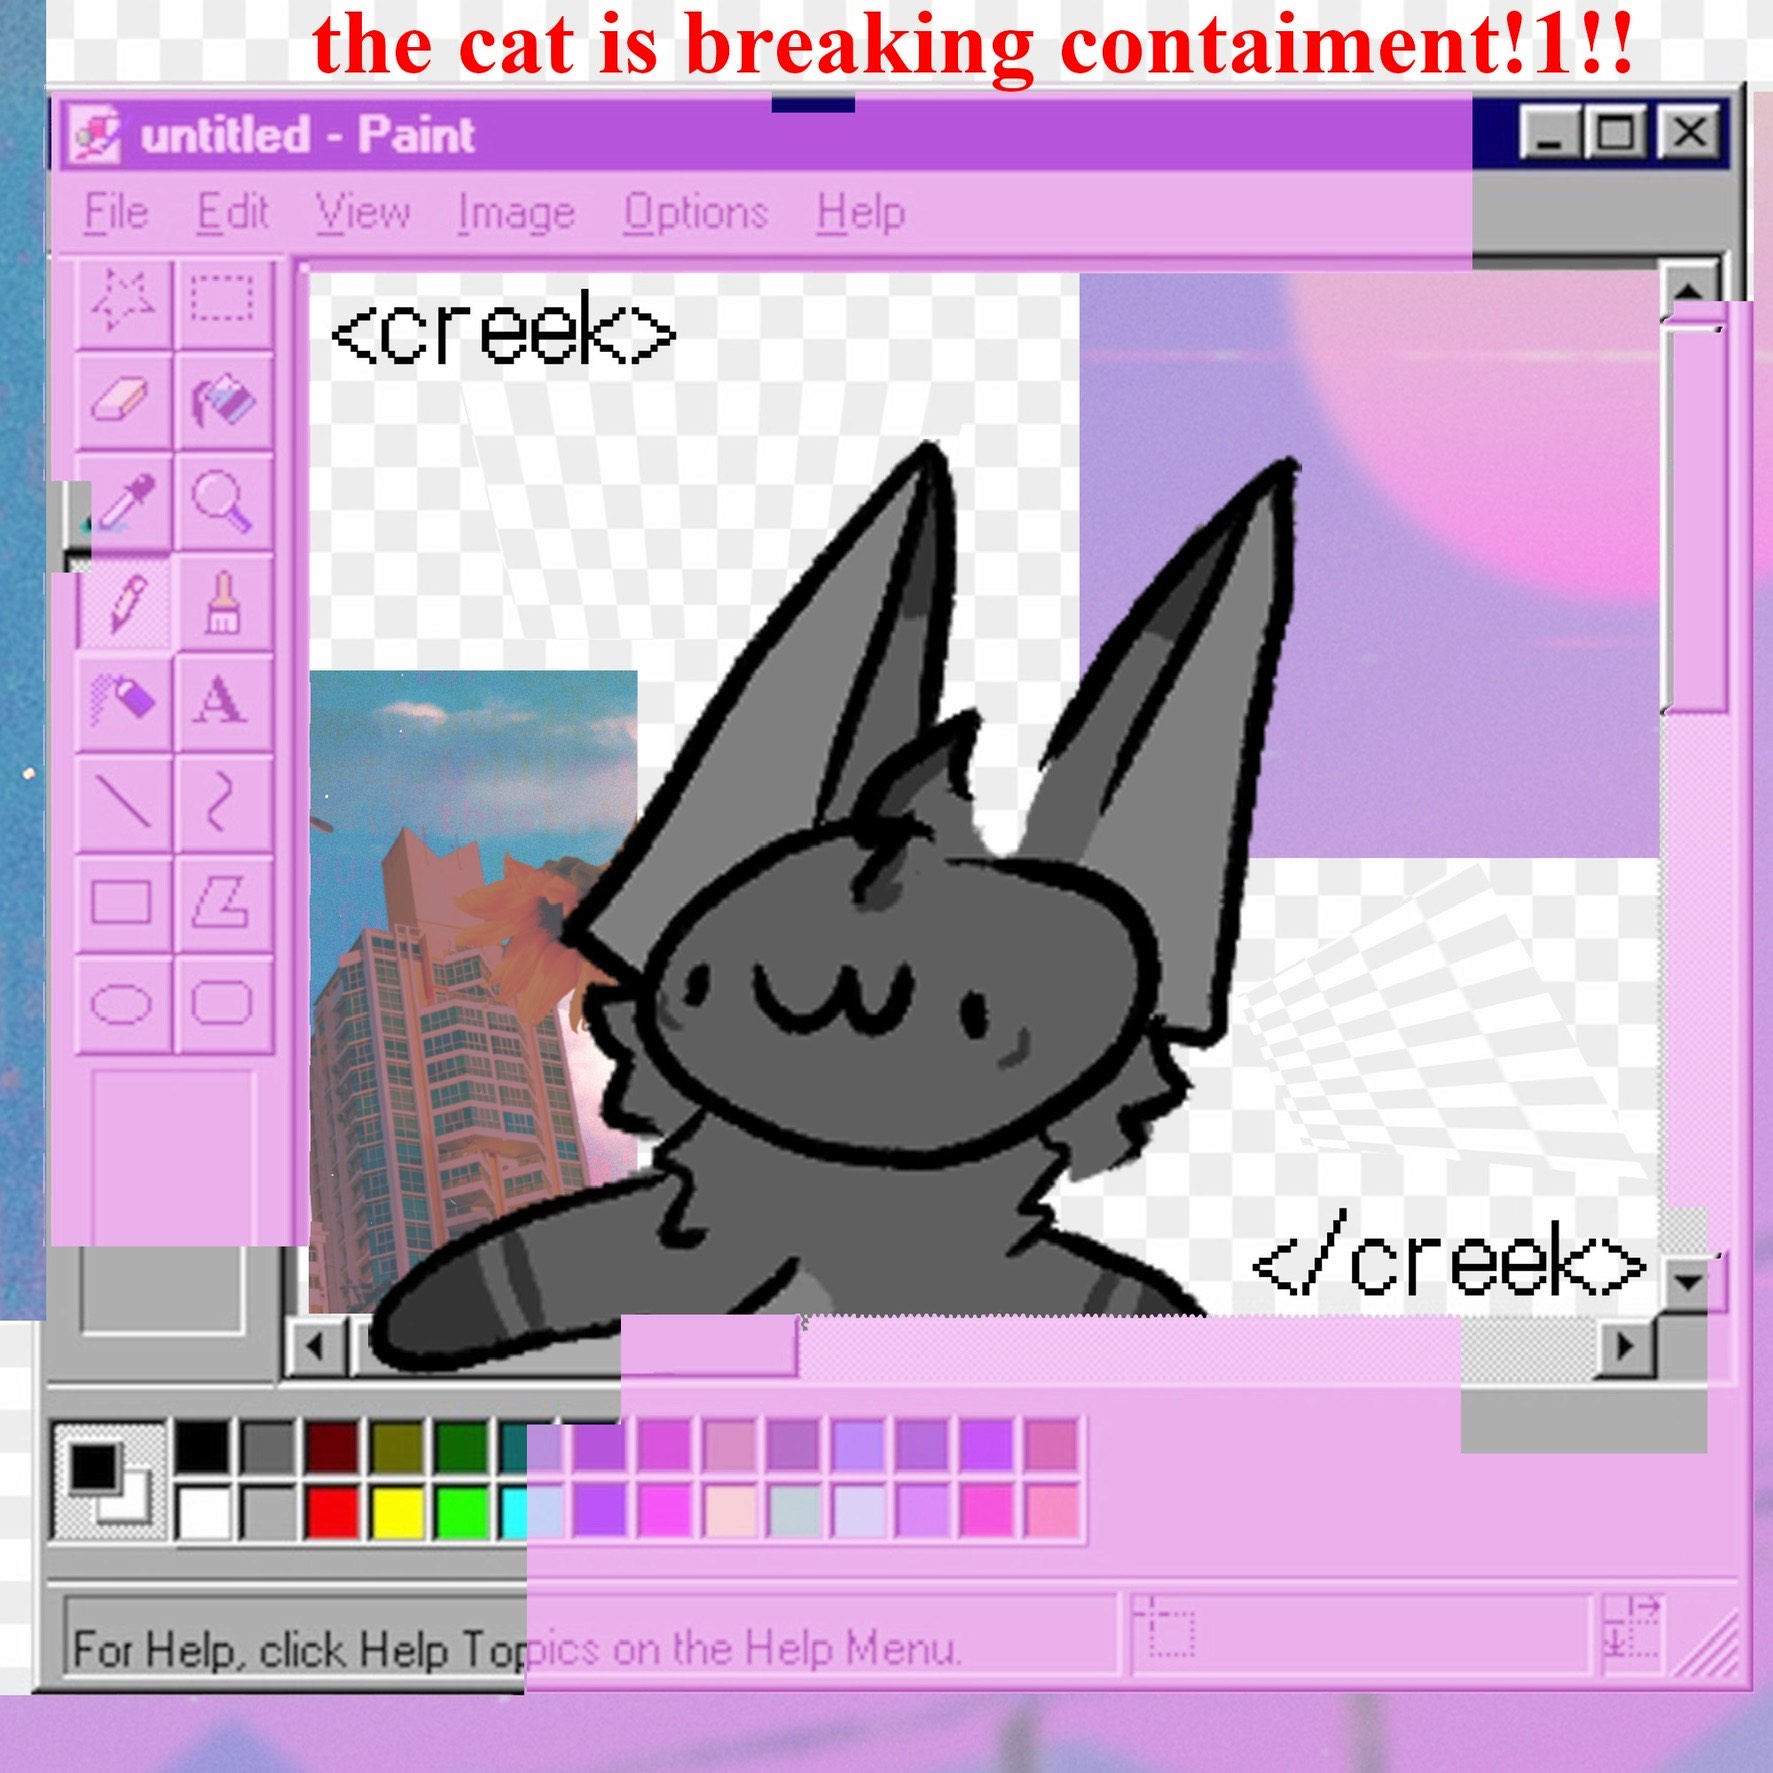 the cat is breaking contaiment!1!!
untitled - Paint
File Edit View Image Options Help
<creek>
A
</creek>
For Help, click Help Topics on the Help Menu.